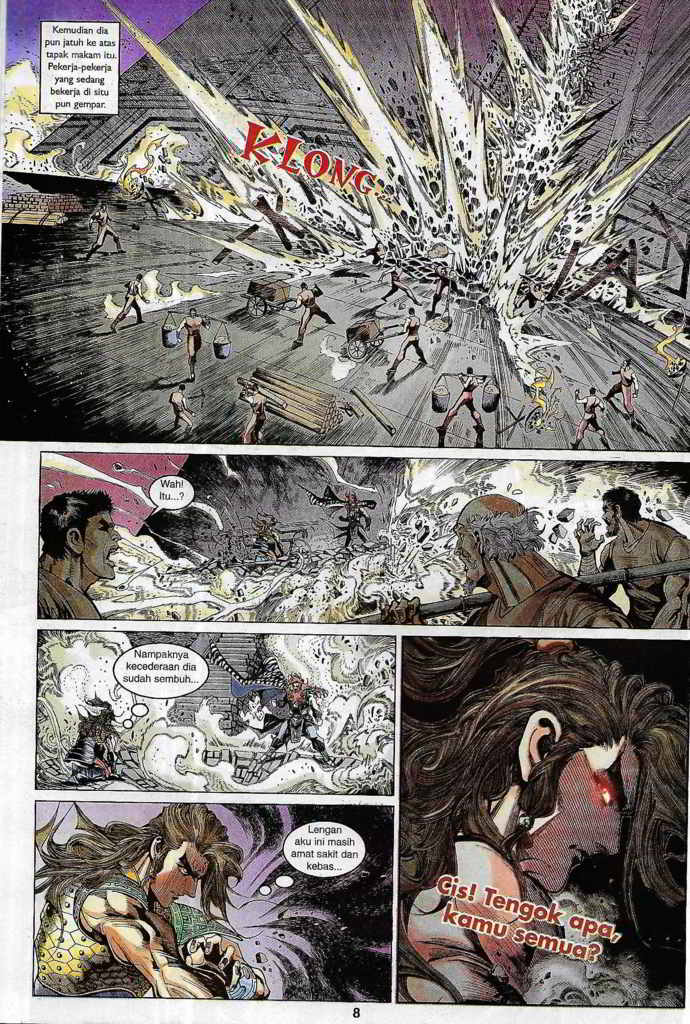 Kemudian dia
pun jatuh ke atas
tapak makam itu.
Pekerja-pekerja
yang sedang
bekerja di situ
pun gempar.
KLONG
Wah!
Itu...?
Nampaknya
kecederaan dia
sudah sembuh...
Lengan
aku ini masih
amat sakit dan
kebas...
Cis! Tengok apa,
kamu semua?
8